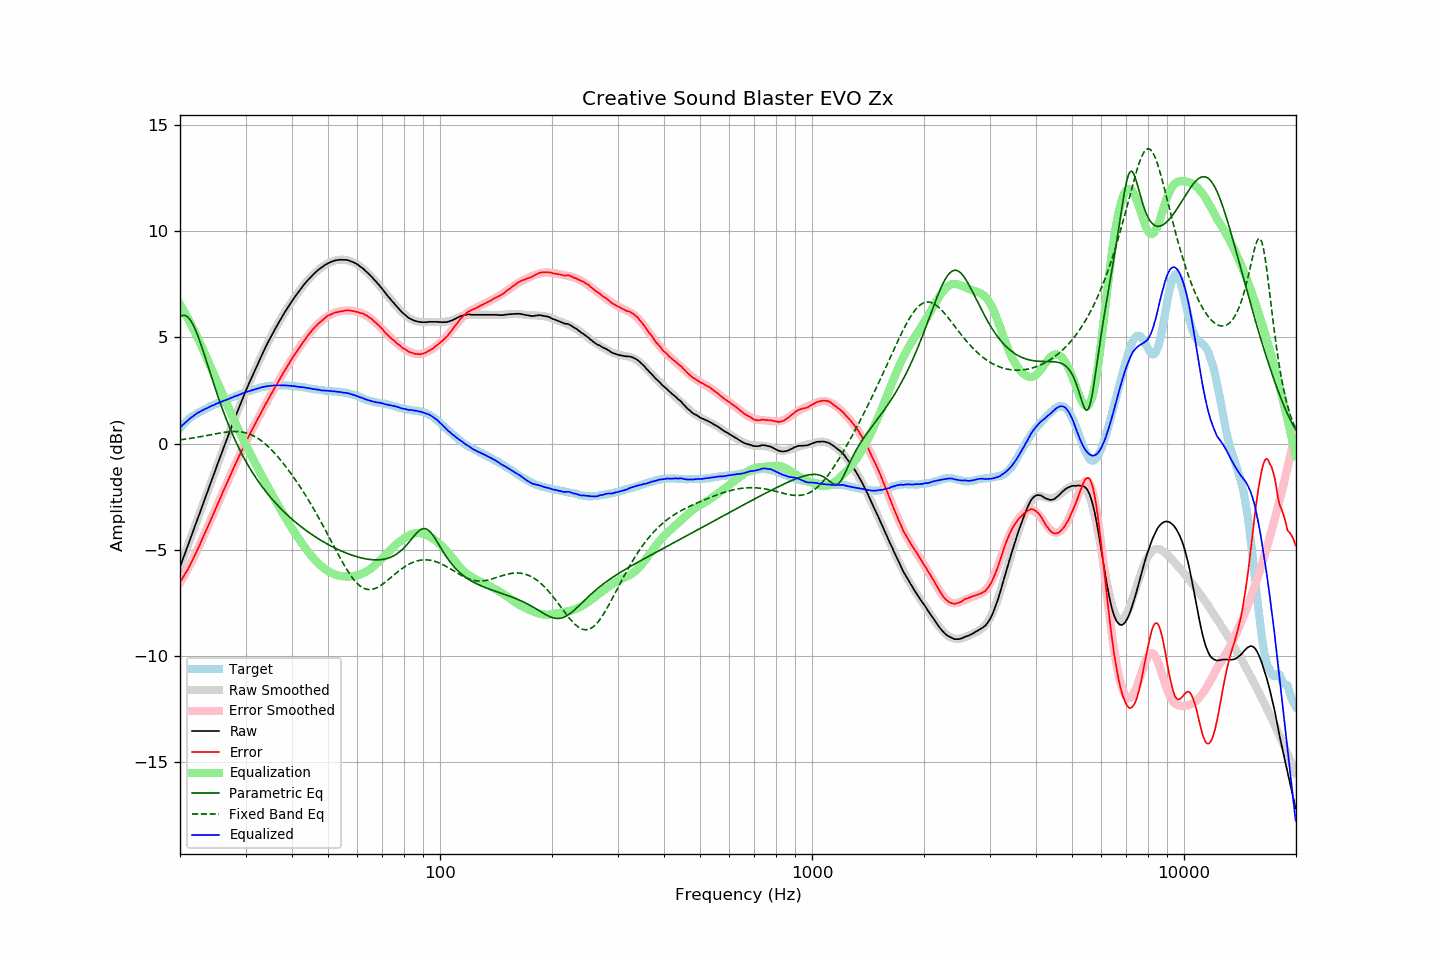 Creative Sound Blaster EVO Zx
Amplitude (dBr)
15
10
5
0
−5
−10
−15
Target
Raw Smoothed
Error Smoothed
Raw
Error
Equalization
Parametric Eq
Fixed Band Eq
Equalized
100
1000
10000
Frequency (Hz)